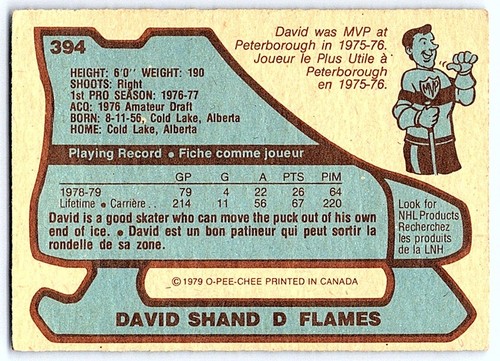 394
David was MVP at
Peterborough in 1975-76.
Joueur le Plus Utile à
Peterborough
en 1975-76.
MVP
HEIGHT: 6'0" WEIGHT: 190
SHOOTS: Right
1st PRO SEASON: 1976-77
ACQ: 1976 Amateur Draft
BORN: 8-11-56, Cold Lake, Alberta
HOME: Cold Lake, Alberta
Playing Record • Fiche comme joueur
GP G A PTS PIM
1978-79 79 4 22 26 64
Lifetime • Carrière.. 214 11 56 67 220
David is a good skater who can move the puck out of his own
end of ice. • David est un bon patineur qui peut sortir la
rondelle de sa zone.
Look for
NHL Products
Recherchez
les produits
de la LNH
©1979 O-PEE-CHEE PRINTED IN CANADA
DAVID SHAND D FLAMES